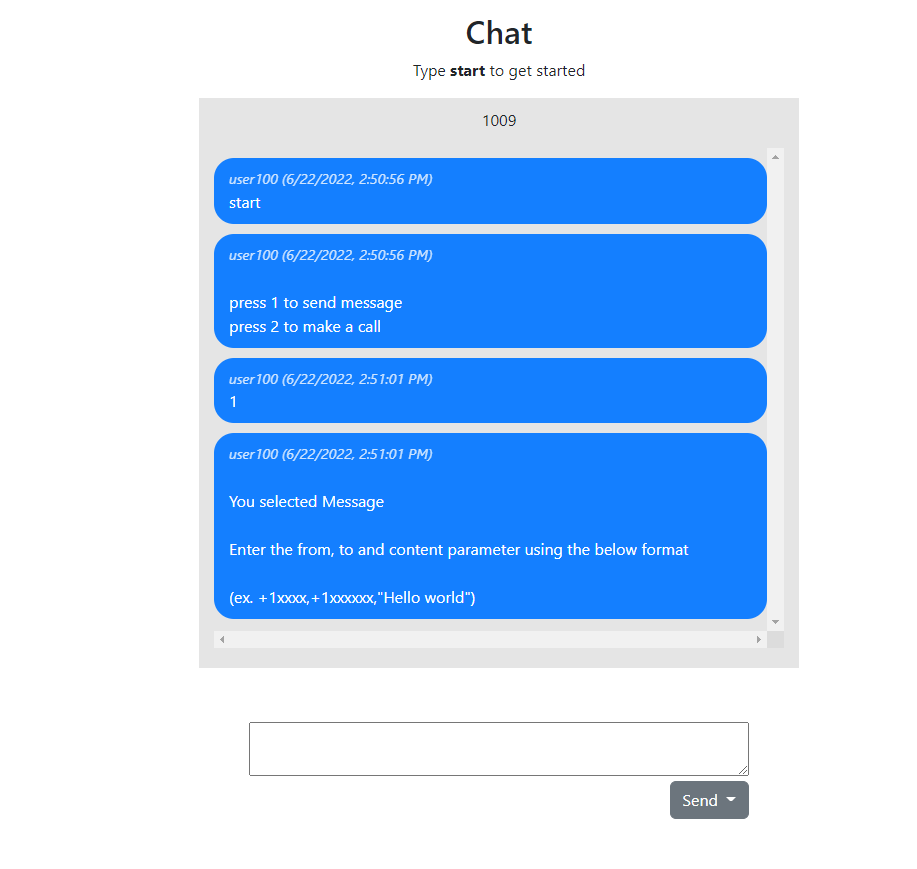 Chat
Type start to get started
1009
user100 (6/22/2022, 2:50:56 PM)
start
user100 (6/22/2022, 2:50:56 PM)
press 1 to send message
press 2 to make a call
user100 (6/22/2022, 2:51:01 PM)
1
user100 (6/22/2022, 2:51:01 PM)
You selected Message
Enter the from, to and content parameter using the below format
(ex. +1xxxx,+1xxxxxx,"Hello world")
Send